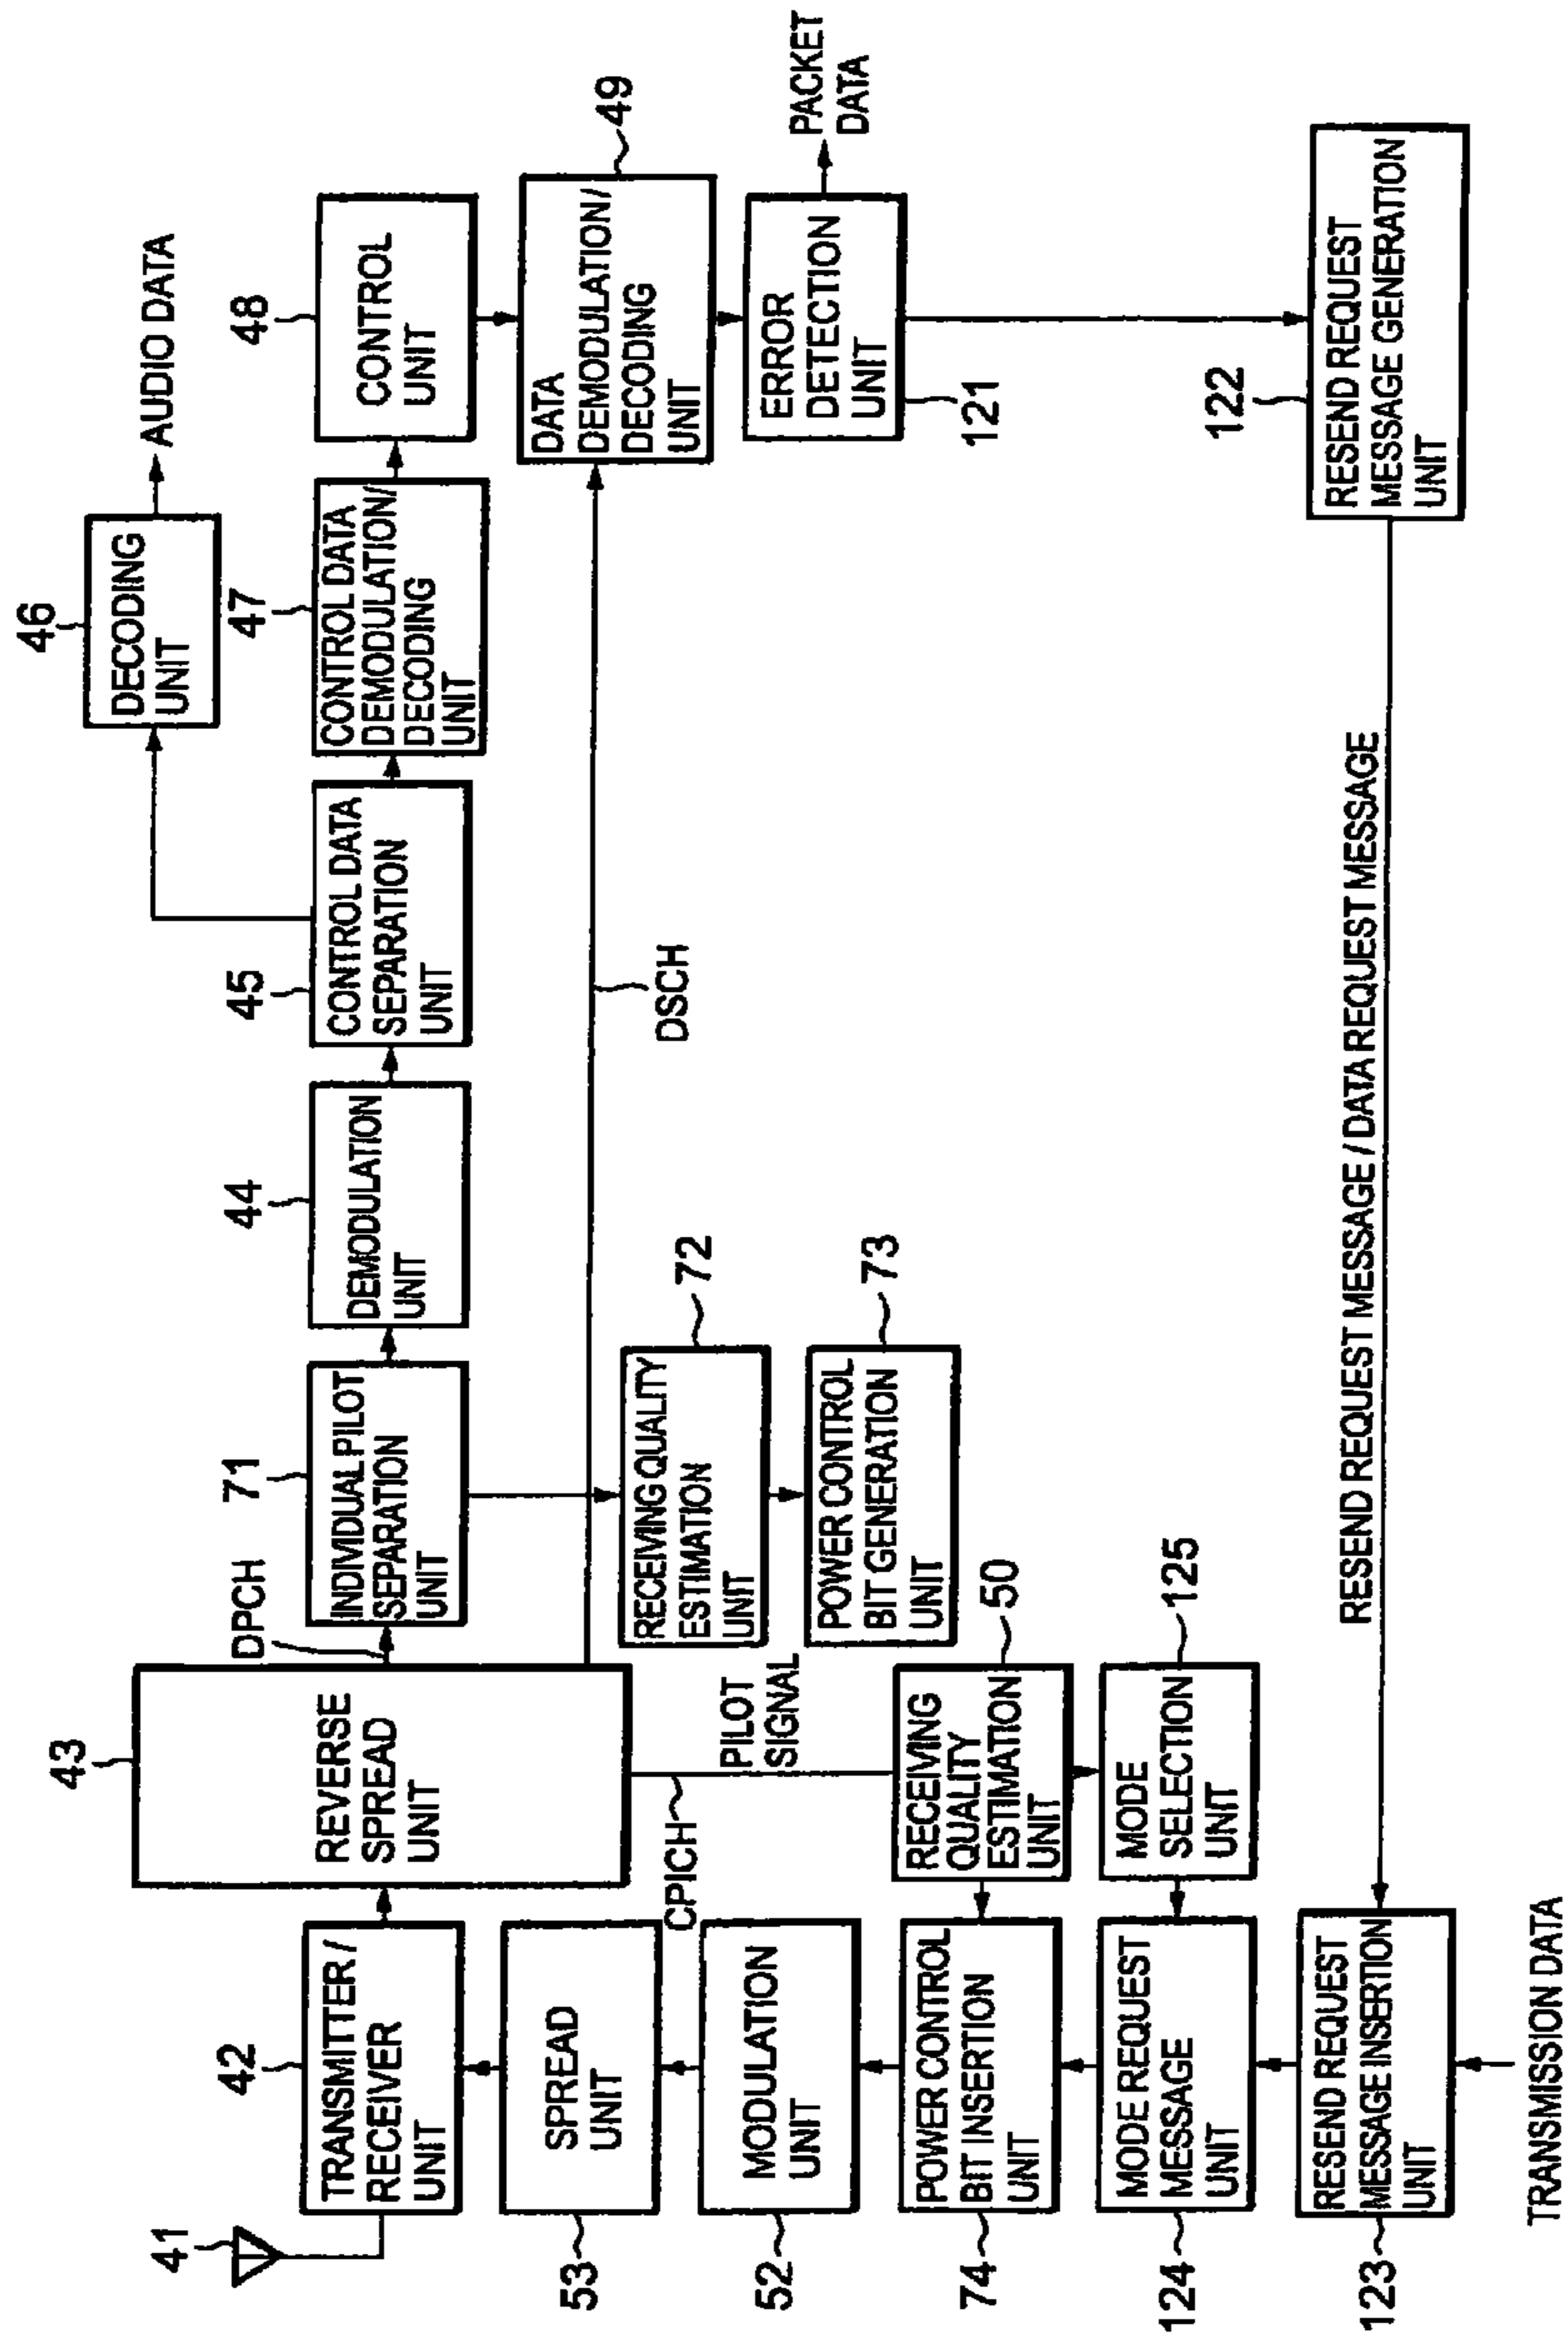 46
DECODING
UNIT
AUDIO DATA
41
42
TRANSMITTER /
RECEIVER
UNIT
43
REVERSE
SPREAD
UNIT
DPCH
71
INDIVIDUAL PILOT
SEPARATION
UNIT
44
DEMODULATION
UNIT
45
CONTROL DATA
SEPARATION
UNIT
47
CONTROL DATA
DEMODULATION/
DECODING
UNIT
48
CONTROL
UNIT
53
SPREAD
UNIT
CPICH
PILOT
SIGNAL
72
RECEIVING QUALITY
ESTIMATION
UNIT
DSCH
49
DATA
DEMODULATION/
DECODING
UNIT
52
MODULATION
UNIT
73
POWER CONTROL
BIT GENERATION
UNIT
121
ERROR
DETECTION
UNIT
PACKET
DATA
74
POWER CONTROL
BIT INSERTION
UNIT
50
RECEIVING
QUALITY
ESTIMATION
UNIT
124
MODE REQUEST
MESSAGE
UNIT
125
MODE
SELECTION
UNIT
123
RESEND REQUEST
MESSAGE INSERTION
UNIT
RESEND REQUEST MESSAGE / DATA REQUEST MESSAGE
122
RESEND REQUEST
MESSAGE GENERATION
UNIT
TRANSMISSION DATA